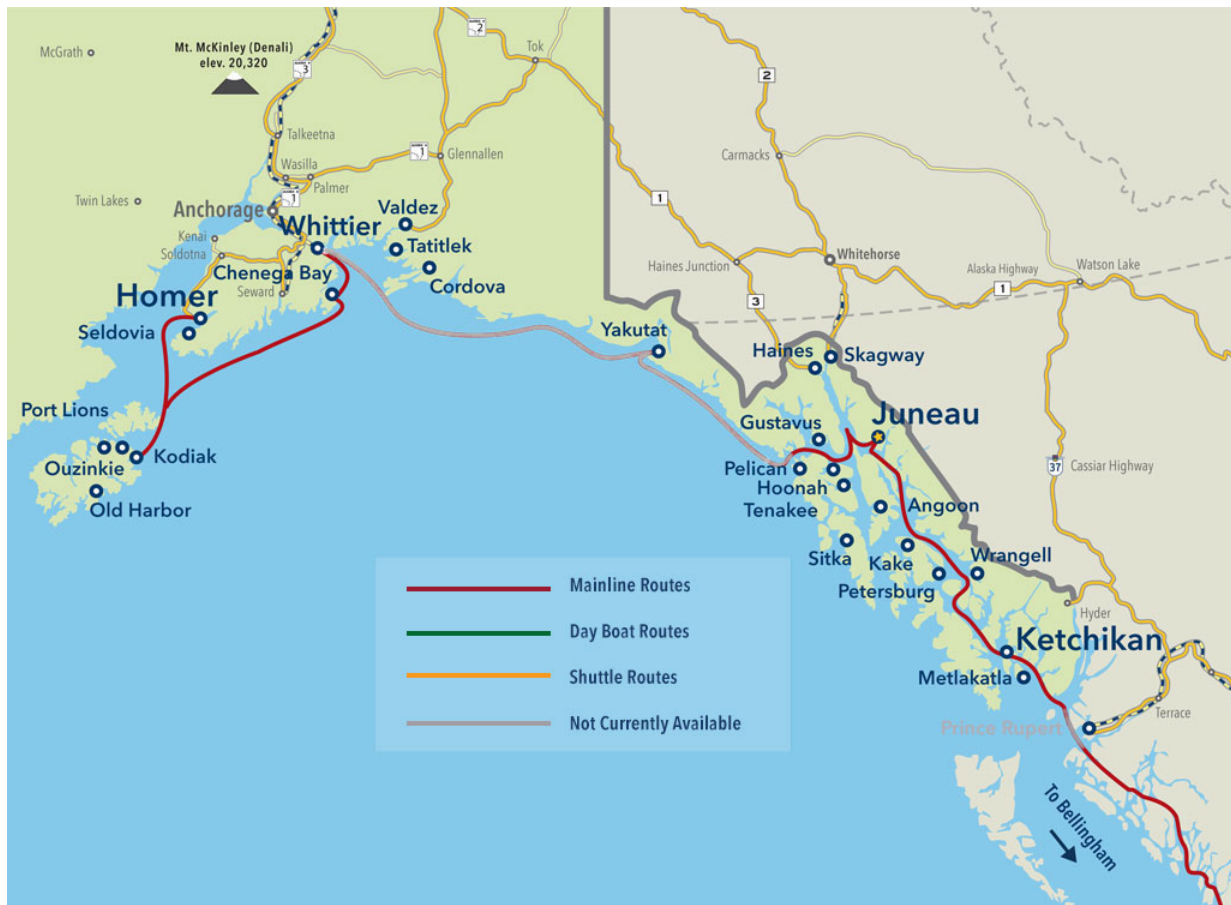 McGrath
Mt. McKinley (Denali)
elev. 20,320
2
Tok
3
Talkeetna
Wasilla
1
Glennallen
Palmer
1
Twin Lakes
Anchorage
Valdez
Whittier
Kenai
Soldotna
Tatitlek
Chenega Bay
Cordova
Seward
Homer
Seldovia
Port Lions
Kodiak
Ouzinkie
Old Harbor
2
Carmacks
1
Whitehorse
Haines Junction
Alaska Highway
Watson Lake
1
3
Yakutat
Haines
Skagway
Juneau
Gustavus
Pelican
Hoonah
Tenakee
Angoon
37
Cassiar Highway
Sitka
Kake
Wrangell
Petersburg
Hyder
Ketchikan
Metlakatla
Prince Rupert
Terrace
To Bellingham
Mainline Routes
Day Boat Routes
Shuttle Routes
Not Currently Available